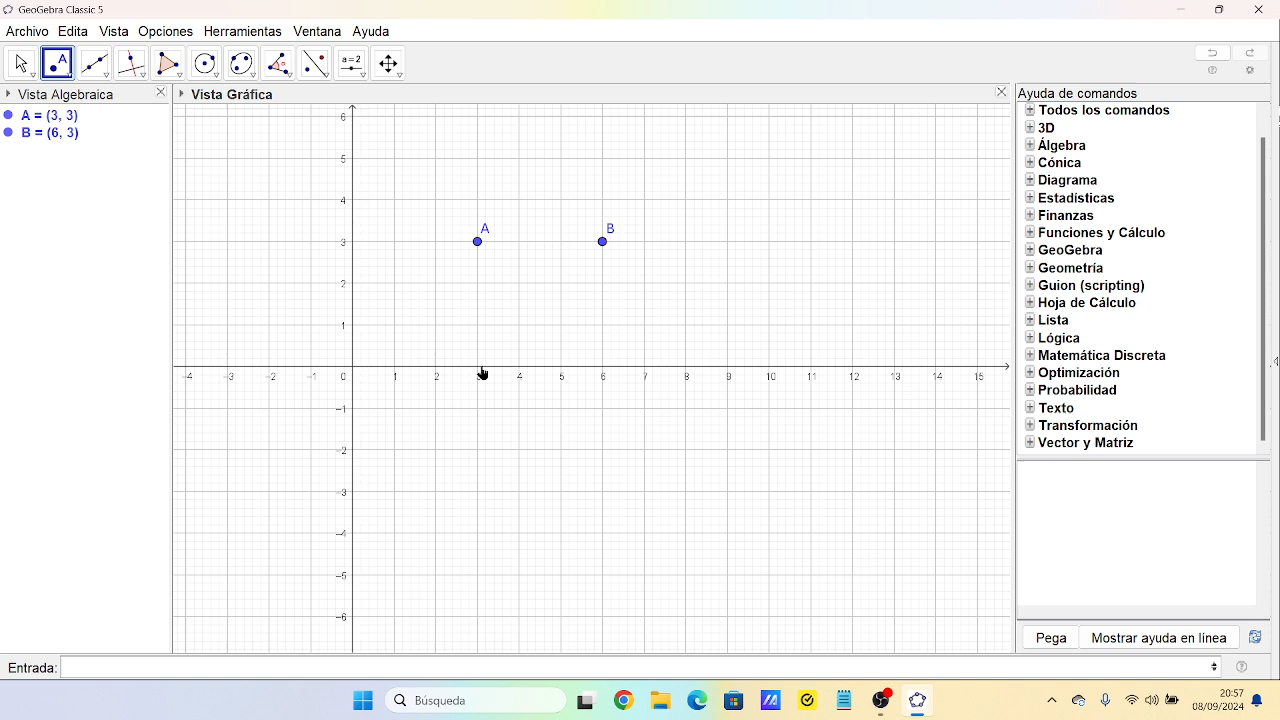 GeoGebra Classic 5
Archivo Edita Vista Opciones Herramientas Ventana Ayuda
A a=2
Vista Algebraica
Vista Gráfica
Ayuda de comandos
A = (3, 3)
B = (6, 3)
Todos los comandos
3D
Álgebra
Cónica
Diagrama
Estadísticas
Finanzas
Funciones y Cálculo
GeoGebra
Geometría
Guion (scripting)
Hoja de Cálculo
Lista
Lógica
Matemática Discreta
Optimización
Probabilidad
Texto
Transformación
Vector y Matriz
6
5
4
3
2
1
A B
–4 –3 –2 –1 0 1 2 4 5 6 7 8 9 10 11 12 13 14 15
–1
–2
–3
–4
–5
–6
Pega Mostrar ayuda en línea
Entrada:
Búsqueda
20:57
08/09/2024